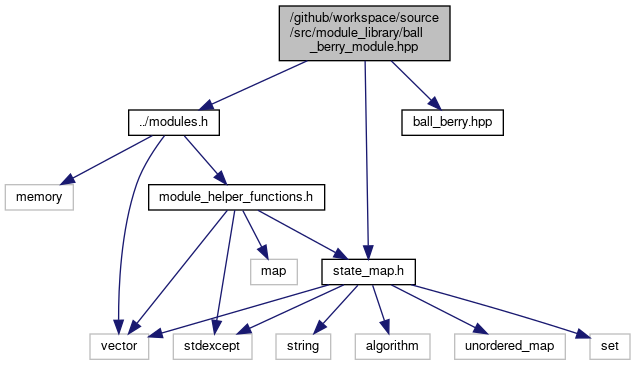 /github/workspace/source
/src/module_library/ball
_berry_module.hpp
../modules.h
ball_berry.hpp
memory
module_helper_functions.h
map
state_map.h
vector
stdexcept
string
algorithm
unordered_map
set